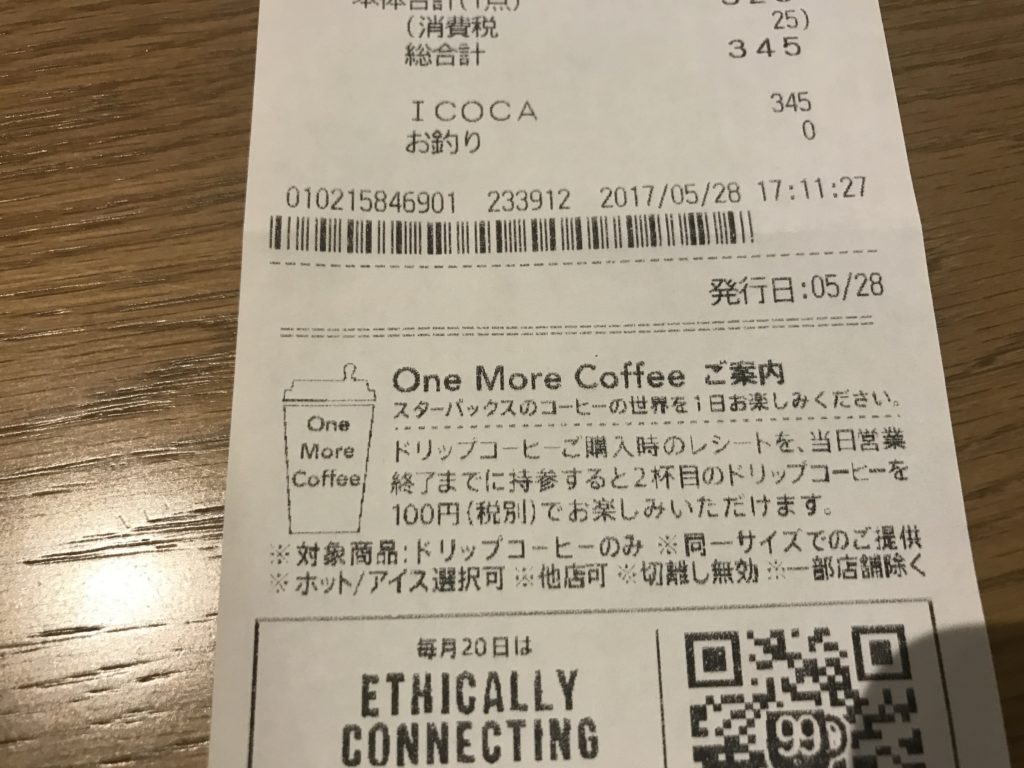 本体合計(1点) 320
(消費税 25)
総合計 345
ICOCA 345
お釣り 0
010215846901 233912 2017/05/28 17:11:27
発行日:05/28
One More Coffee ご案内
スターバックスのコーヒーの世界を1日お楽しみください。
One
More
Coffee
ドリップコーヒーご購入時のレシートを、当日営業
終了までに持参すると2杯目のドリップコーヒーを
100円(税別)でお楽しみいただけます。
※対象商品:ドリップコーヒーのみ ※同一サイズでのご提供
※ホット/アイス選択可 ※他店可 ※切離し無効 ※一部店舗除く
毎月20日は
ETHICALLY
CONNECTING
99